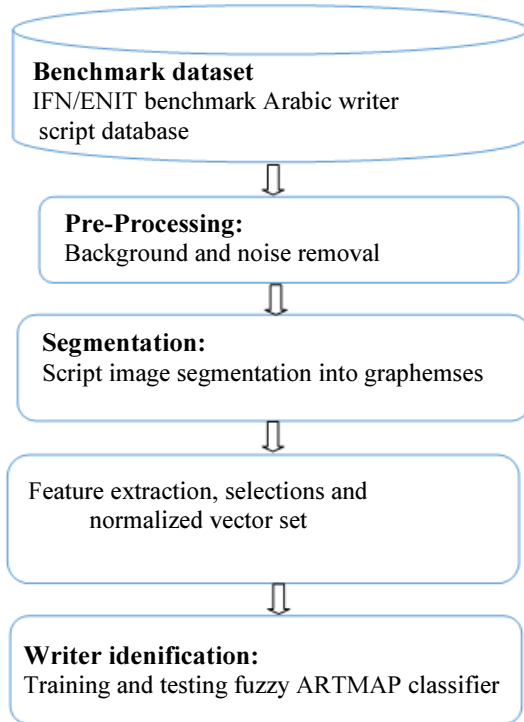 Benchmark dataset
IFN/ENIT benchmark Arabic writer
script database
Pre-Processing:
Background and noise removal
Segmentation:
Script image segmentation into graphemses
Feature extraction, selections and
normalized vector set
Writer idenification:
Training and testing fuzzy ARTMAP classifier